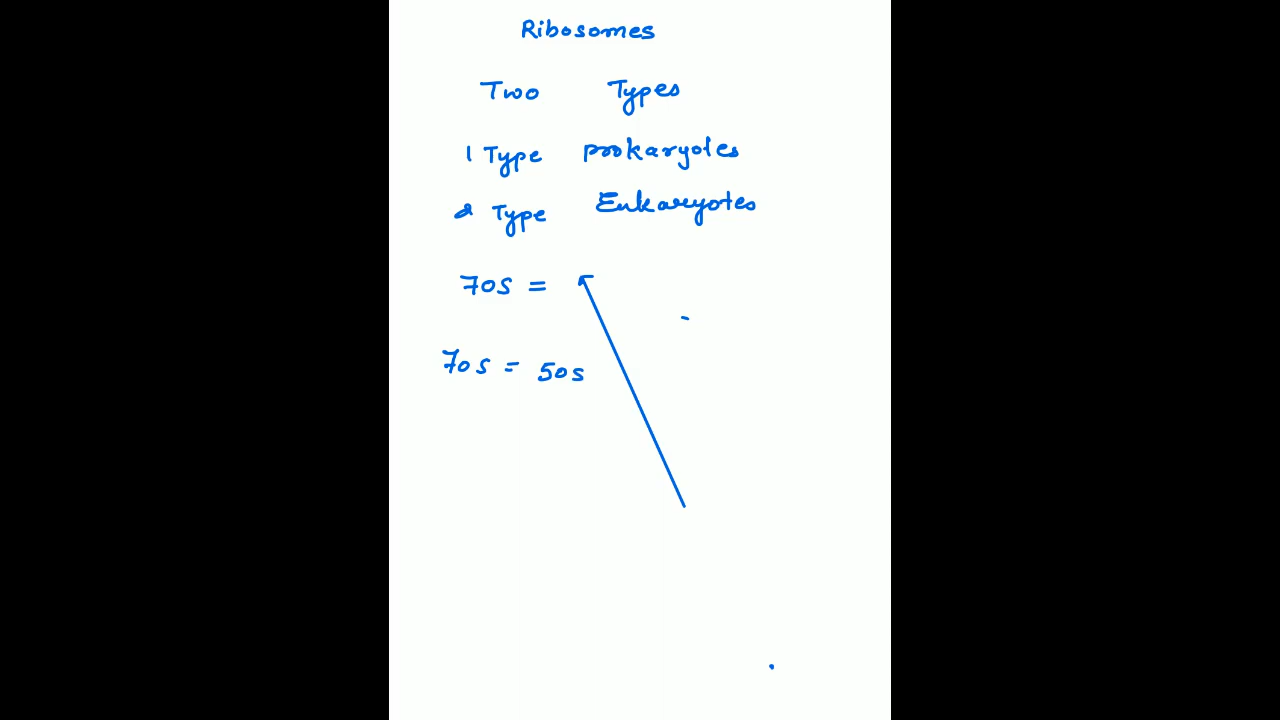 Ribosomes
Two Types
1 Type prokaryotes
2 Type Eukaryotes
70S =
70S = 50s